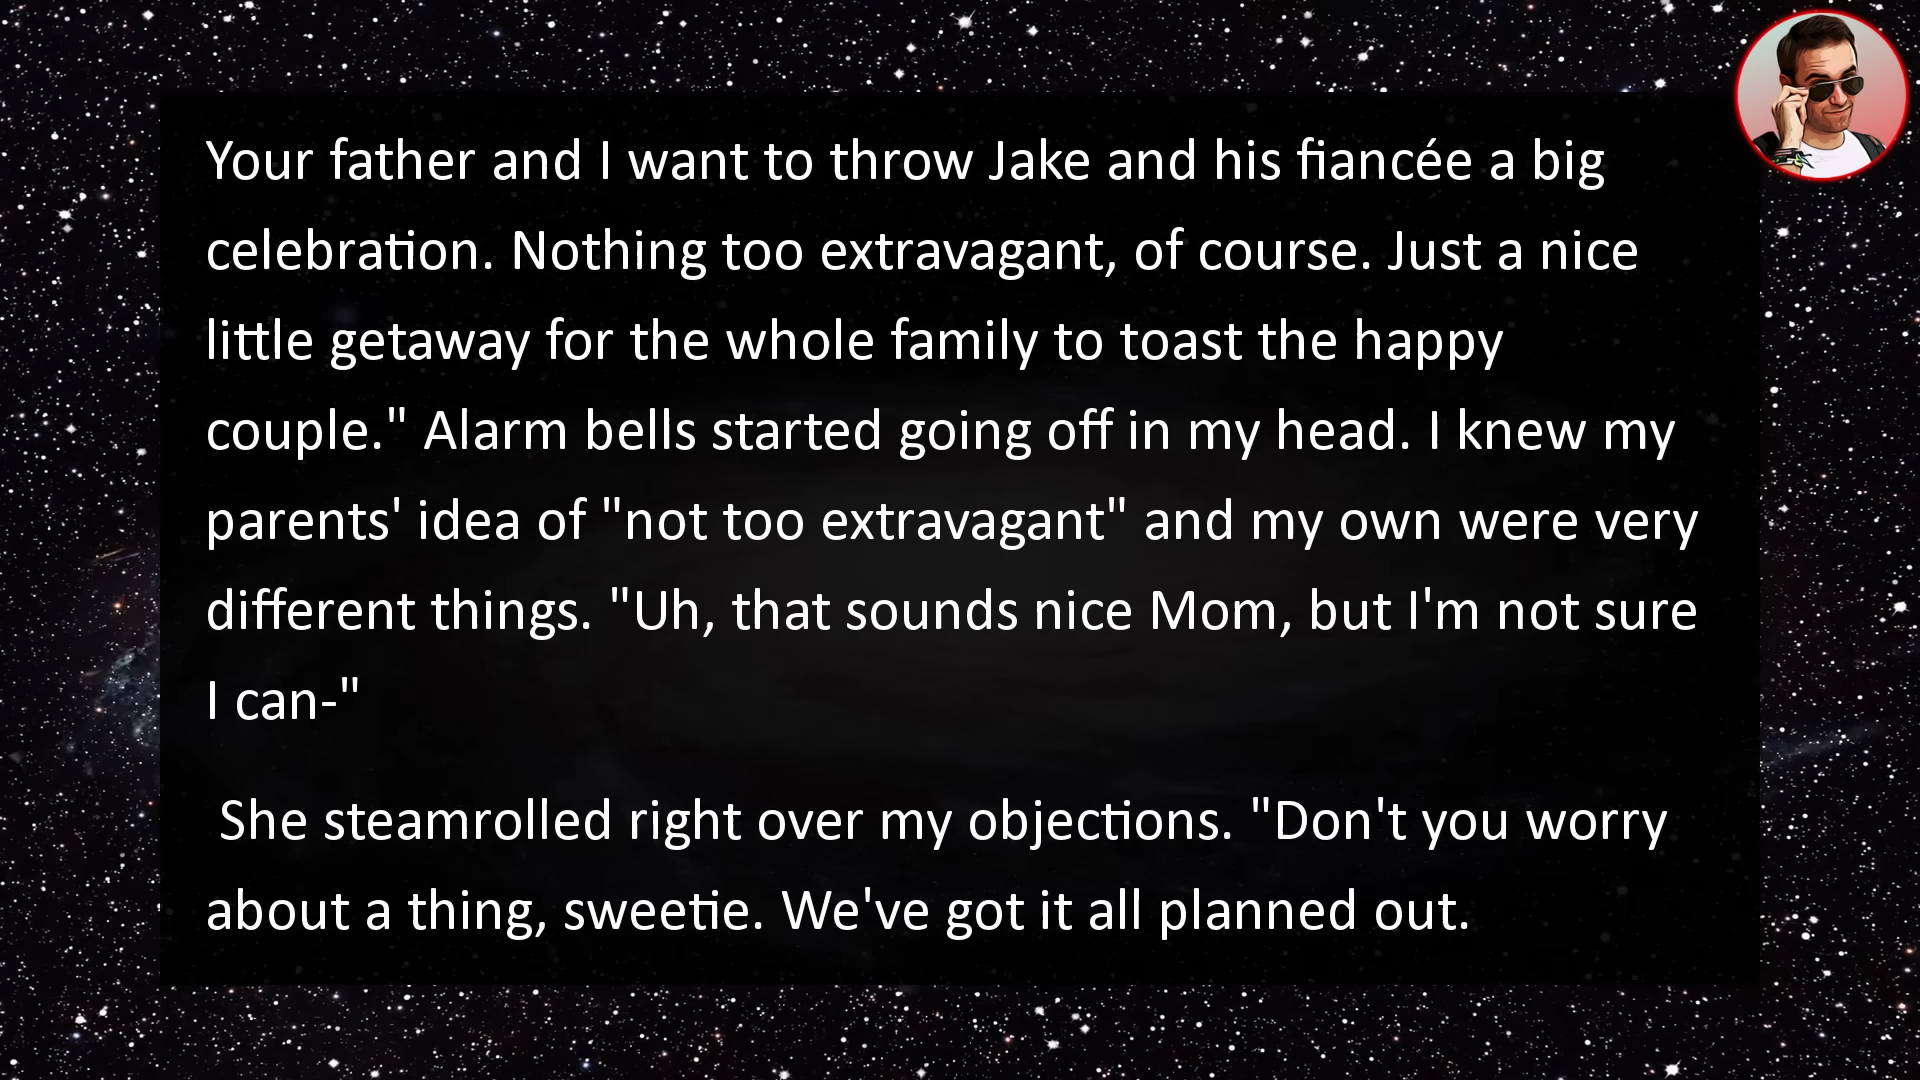 Your father and I want to throw Jake and his fiancée a big
celebration. Nothing too extravagant, of course. Just a nice
little getaway for the whole family to toast the happy
couple." Alarm bells started going off in my head. I knew my
parents' idea of "not too extravagant" and my own were very
different things. "Uh, that sounds nice Mom, but I'm not sure
I can-"
She steamrolled right over my objections. "Don't you worry
about a thing, sweetie. We've got it all planned out.